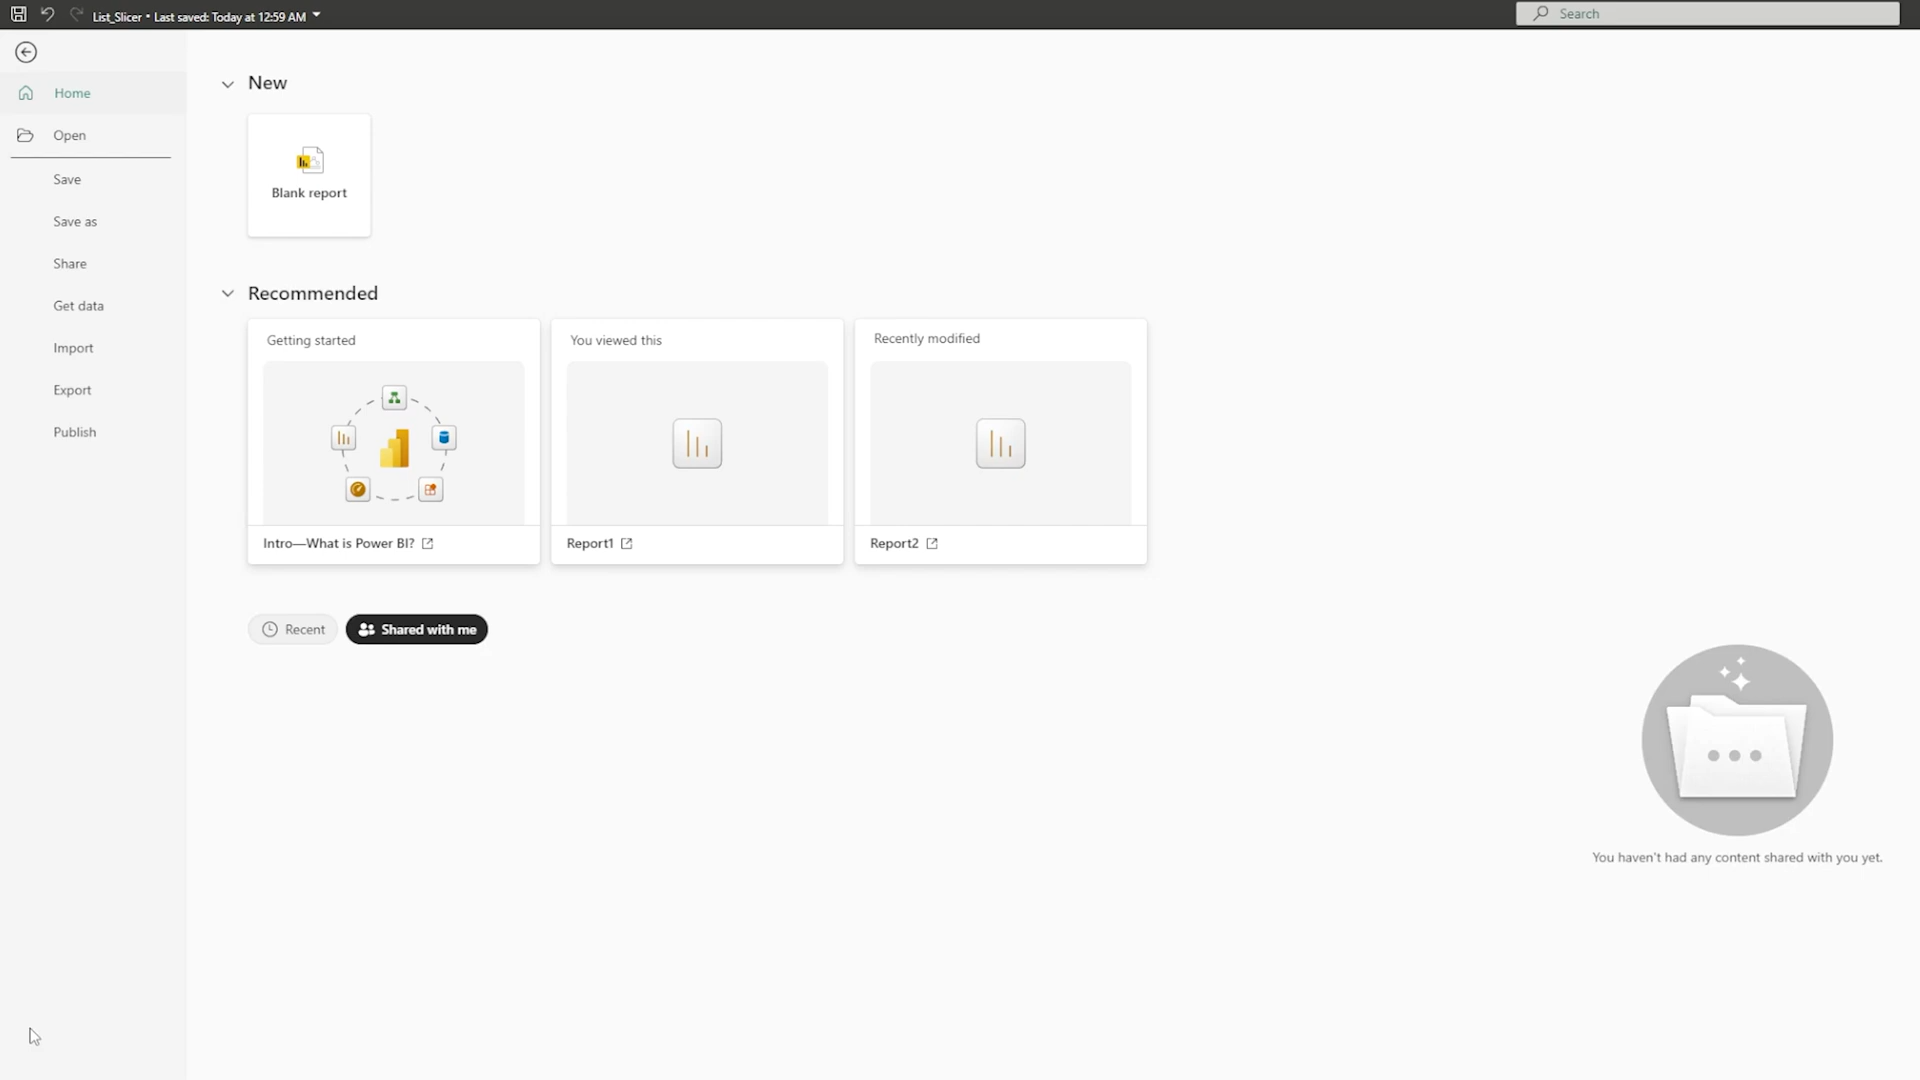 List_Slicer • Last saved: Today at 12:59 AM
Search
Home
Open
Save
Save as
Share
Get data
Import
Export
Publish
New
Blank report
Recommended
Getting started
Intro—What is Power BI?
You viewed this
Report1
Recently modified
Report2
Recent
Shared with me
You haven't had any content shared with you yet.